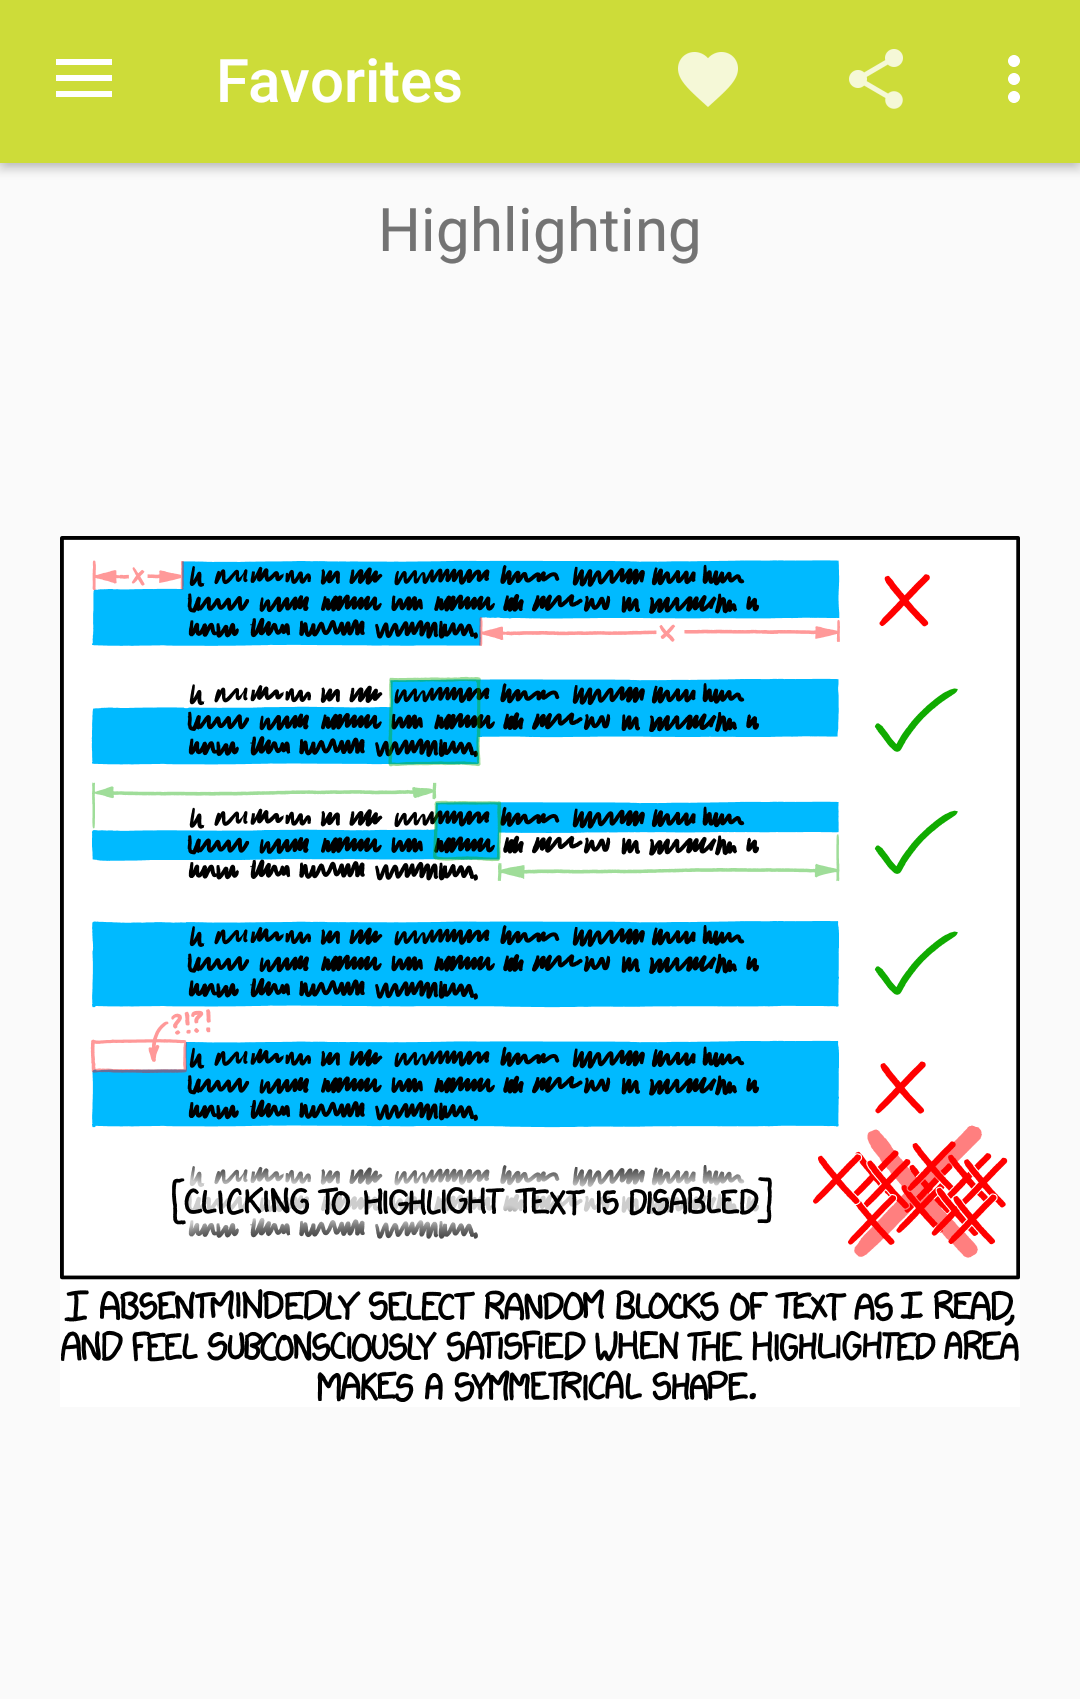 Favorites
Highlighting
X
X
?!?!
[CLICKING TO HIGHLIGHT TEXT IS DISABLED]
I ABSENTMINDEDLY SELECT RANDOM BLOCKS OF TEXT AS I READ,
AND FEEL SUBCONSCIOUSLY SATISFIED WHEN THE HIGHLIGHTED AREA
MAKES A SYMMETRICAL SHAPE.